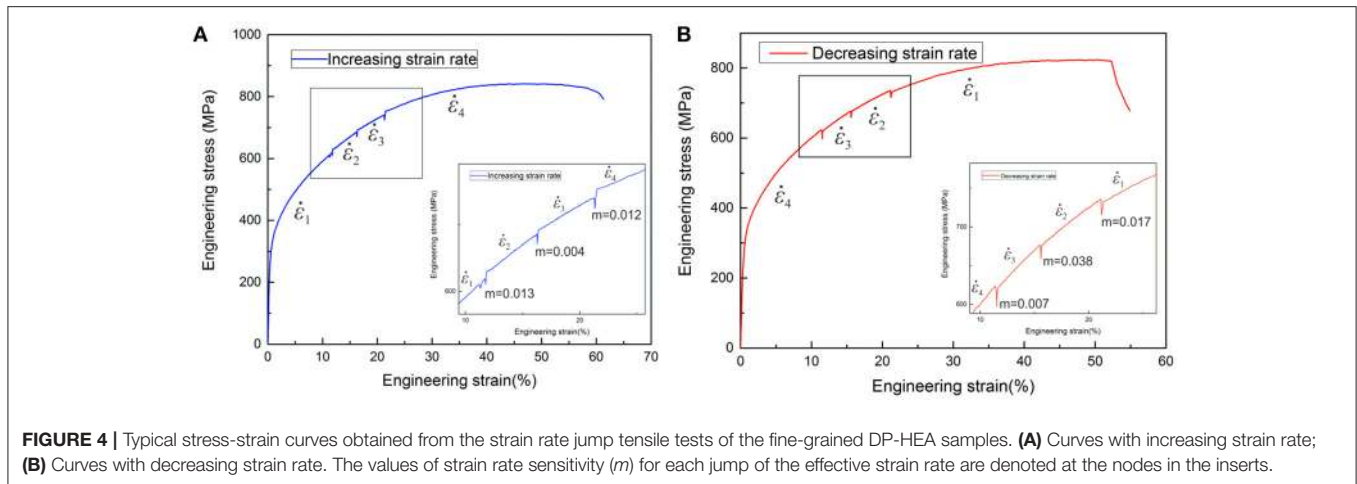 A
Increasing strain rate
Engineering stress (MPa)
1000
800
600
400
200
0
ε̇₁
ε̇₂
ε̇₃
ε̇₄
0 10 20 30 40 50 60 70
Engineering strain(%)
Increasing strain rate
Engineering stress (MPa)
600
ε̇₁
ε̇₂
ε̇₃
ε̇₄
m=0.013
m=0.004
m=0.012
10 20
Engineering strain(%)
B
Decreasing strain rate
Engineering stress (MPa)
800
600
400
200
0
ε̇₄
ε̇₃
ε̇₂
ε̇₁
0 10 20 30 40 50 60
Engineering strain(%)
Decreasing strain rate
Engineering stress (MPa)
700
600
ε̇₄
ε̇₃
ε̇₂
ε̇₁
m=0.007
m=0.038
m=0.017
10 20
Engineering strain(%)
FIGURE 4 | Typical stress-strain curves obtained from the strain rate jump tensile tests of the fine-grained DP-HEA samples. (A) Curves with increasing strain rate;
(B) Curves with decreasing strain rate. The values of strain rate sensitivity (m) for each jump of the effective strain rate are denoted at the nodes in the inserts.